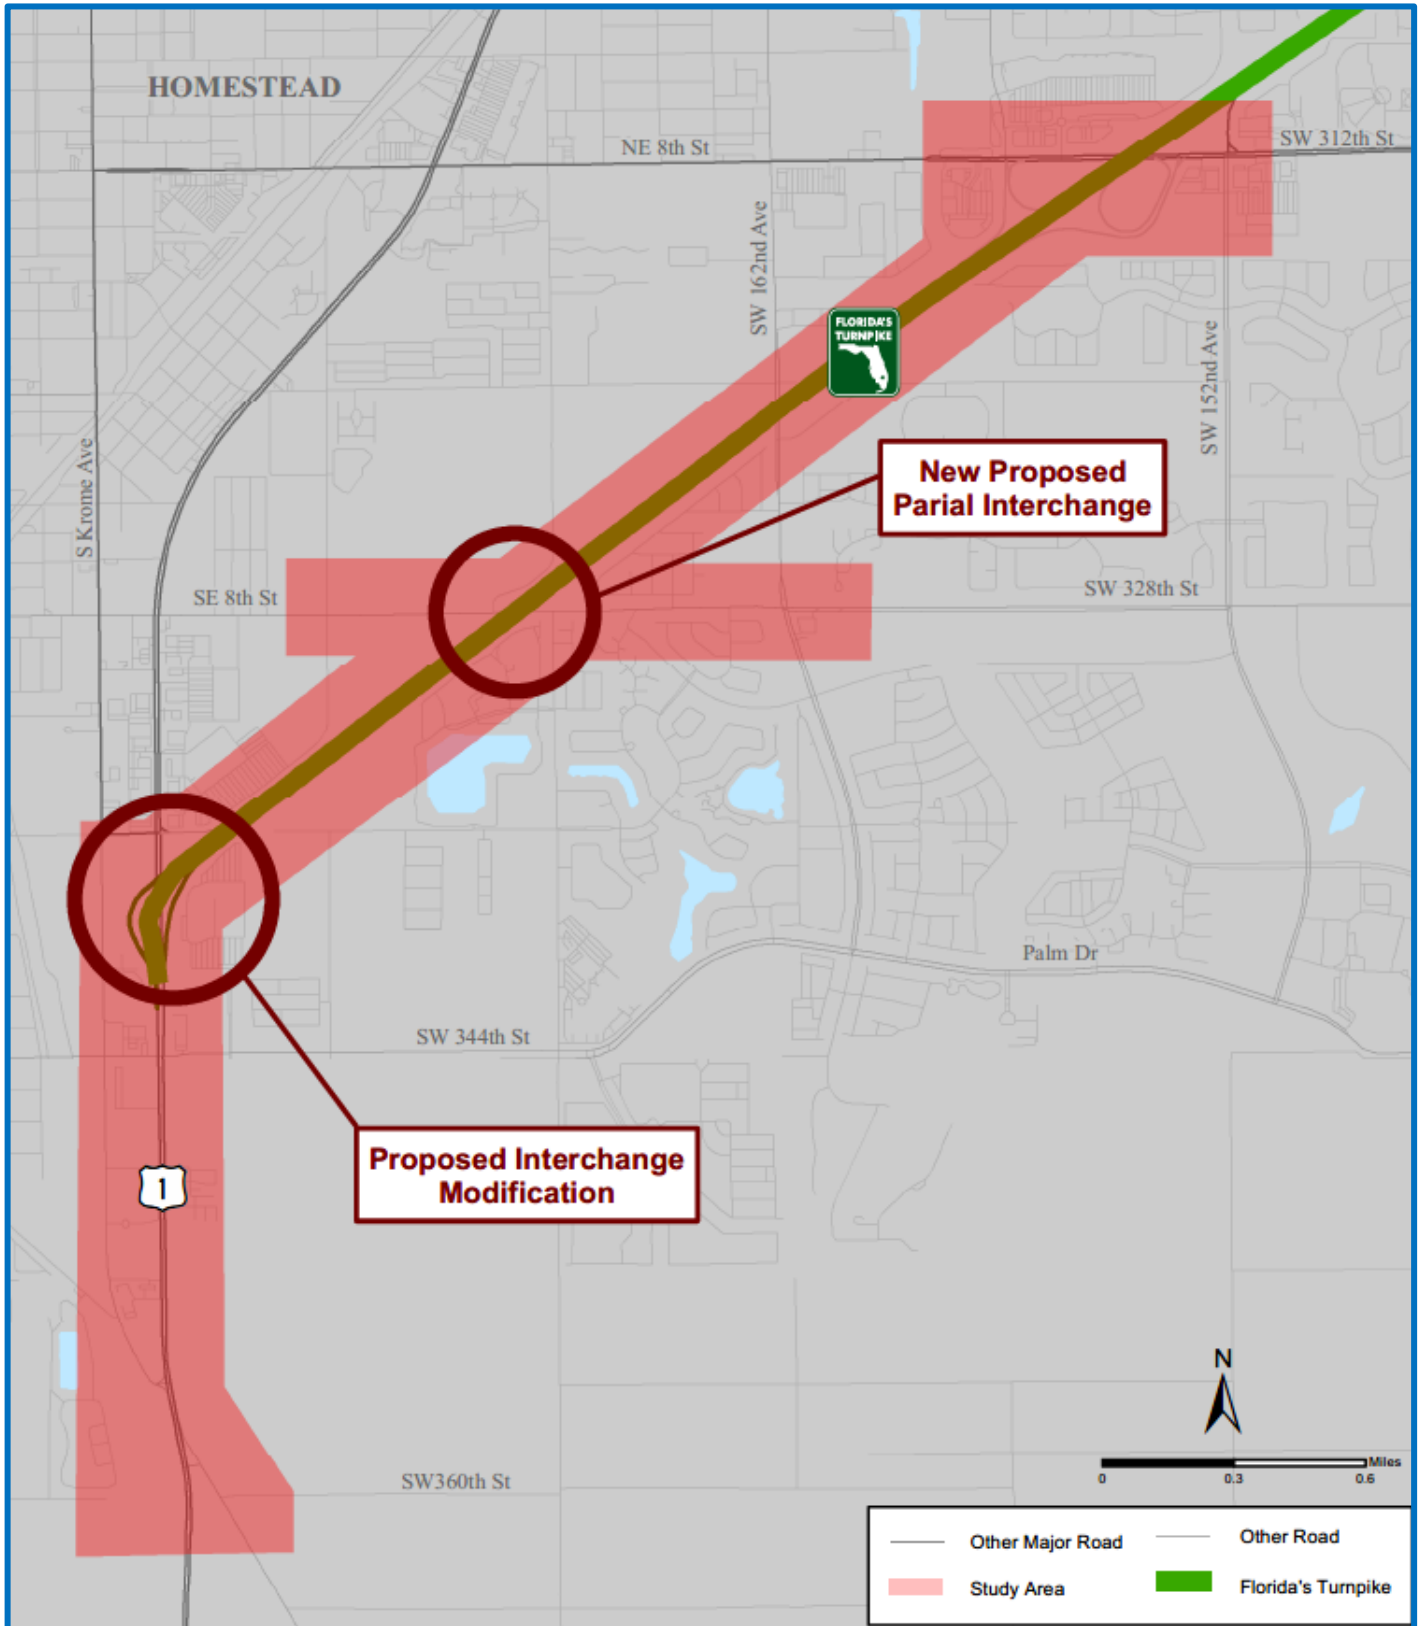 HOMESTEAD
NE 8th St
SW 312th St
SW 162nd Ave
FLORIDA'S
TURNPIKE
SW 152nd Ave
S Krome Ave
New Proposed
Parial Interchange
SE 8th St
SW 328th St
Palm Dr
SW 344th St
Proposed Interchange
Modification
1
SW360th St
N
Miles
0
0.3
0.6
Other Major Road
Other Road
Study Area
Florida's Turnpike